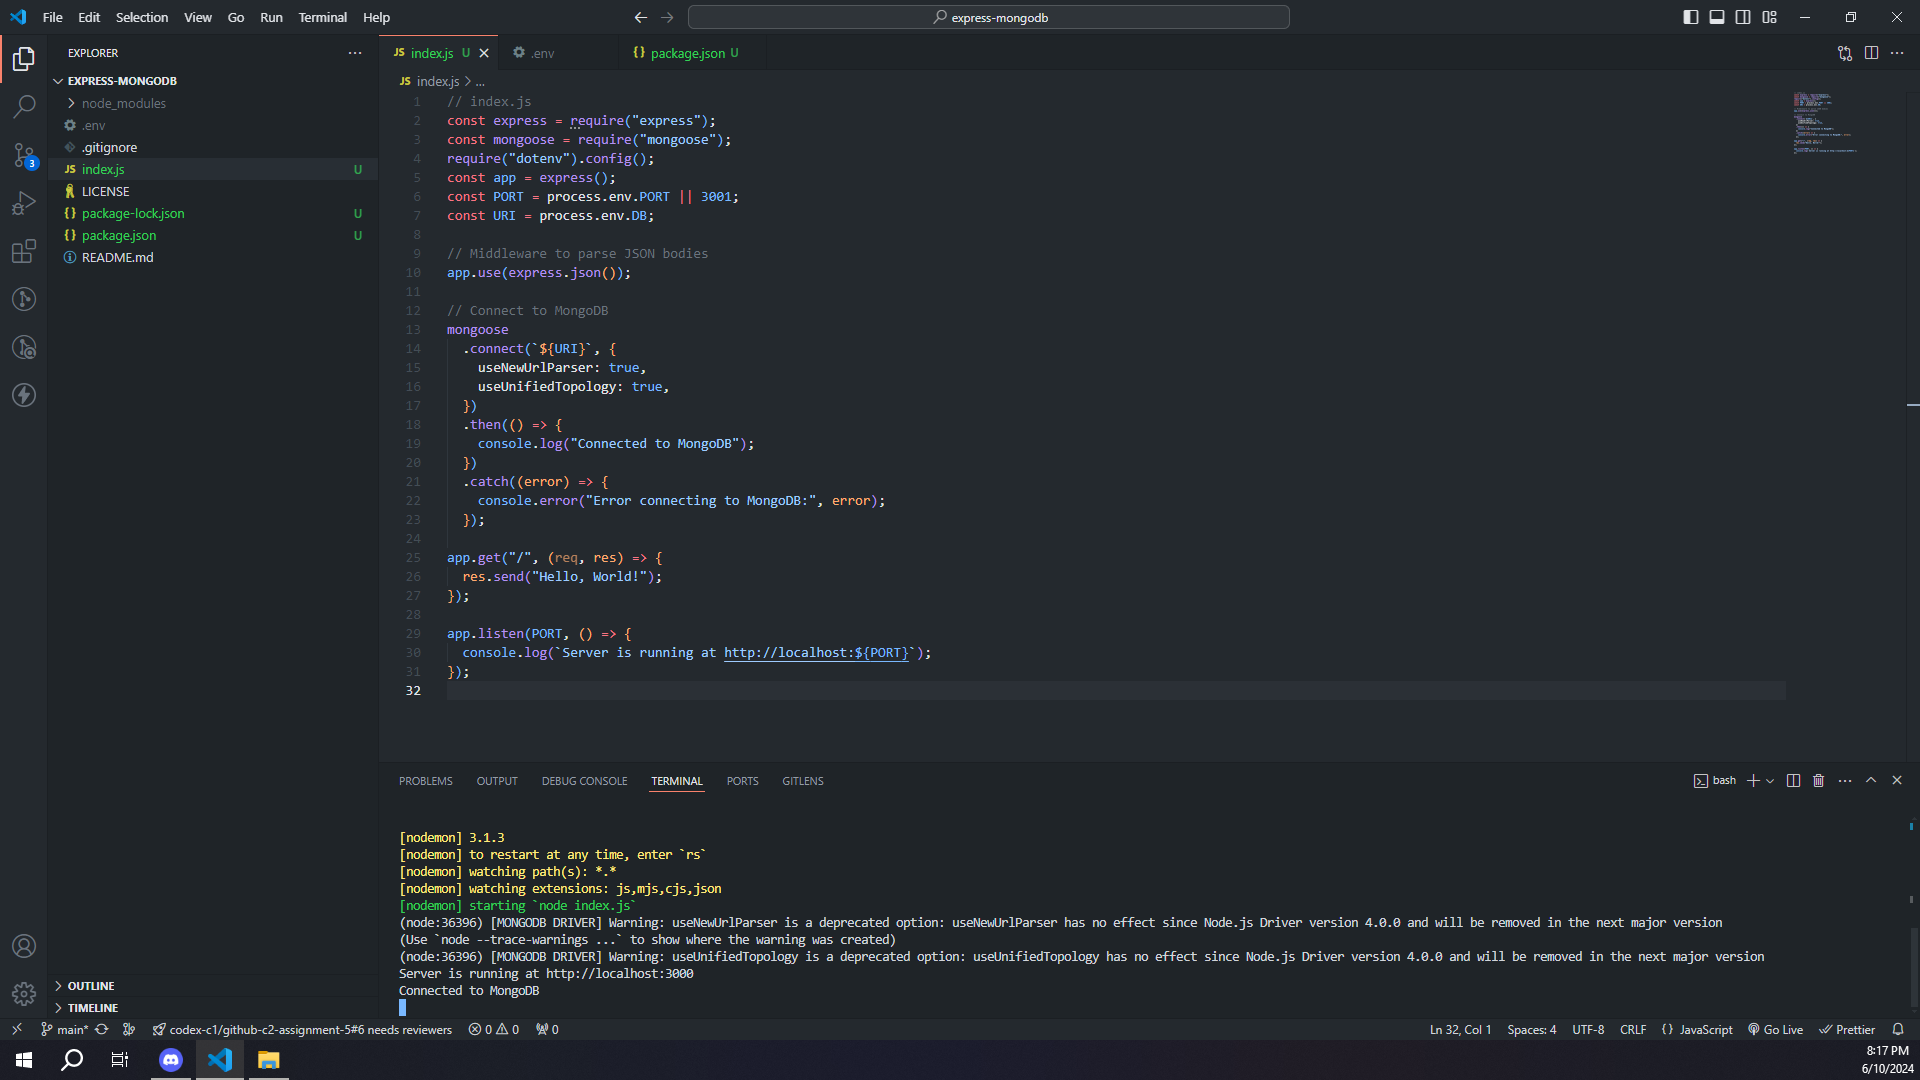 File Edit Selection View Go Run Terminal Help
express-mongodb
EXPLORER
EXPRESS-MONGODB
node_modules
.env
.gitignore
JS index.js U
LICENSE
{} package-lock.json U
{} package.json U
README.md
OUTLINE
TIMELINE
3
JS index.js U
.env
{} package.json U
JS index.js > ...
1 // index.js
2 const express = require("express");
3 const mongoose = require("mongoose");
4 require("dotenv").config();
5 const app = express();
6 const PORT = process.env.PORT || 3001;
7 const URI = process.env.DB;
8
9 // Middleware to parse JSON bodies
10 app.use(express.json());
11
12 // Connect to MongoDB
13 mongoose
14 .connect(`${URI}`, {
15 useNewUrlParser: true,
16 useUnifiedTopology: true,
17 })
18 .then(() => {
19 console.log("Connected to MongoDB");
20 })
21 .catch((error) => {
22 console.error("Error connecting to MongoDB:", error);
23 });
24
25 app.get("/", (req, res) => {
26 res.send("Hello, World!");
27 });
28
29 app.listen(PORT, () => {
30 console.log(`Server is running at http://localhost:${PORT}`);
31 });
32
PROBLEMS OUTPUT DEBUG CONSOLE TERMINAL PORTS GITLENS
bash
[nodemon] 3.1.3
[nodemon] to restart at any time, enter `rs`
[nodemon] watching path(s): *.*
[nodemon] watching extensions: js,mjs,cjs,json
[nodemon] starting `node index.js`
(node:36396) [MONGODB DRIVER] Warning: useNewUrlParser is a deprecated option: useNewUrlParser has no effect since Node.js Driver version 4.0.0 and will be removed in the next major version
(Use `node --trace-warnings ...` to show where the warning was created)
(node:36396) [MONGODB DRIVER] Warning: useUnifiedTopology is a deprecated option: useUnifiedTopology has no effect since Node.js Driver version 4.0.0 and will be removed in the next major version
Server is running at http://localhost:3000
Connected to MongoDB
main* codex-c1/github-c2-assignment-5#6 needs reviewers 0 0 0
Ln 32, Col 1 Spaces: 4 UTF-8 CRLF {} JavaScript Go Live Prettier
8:17 PM
6/10/2024